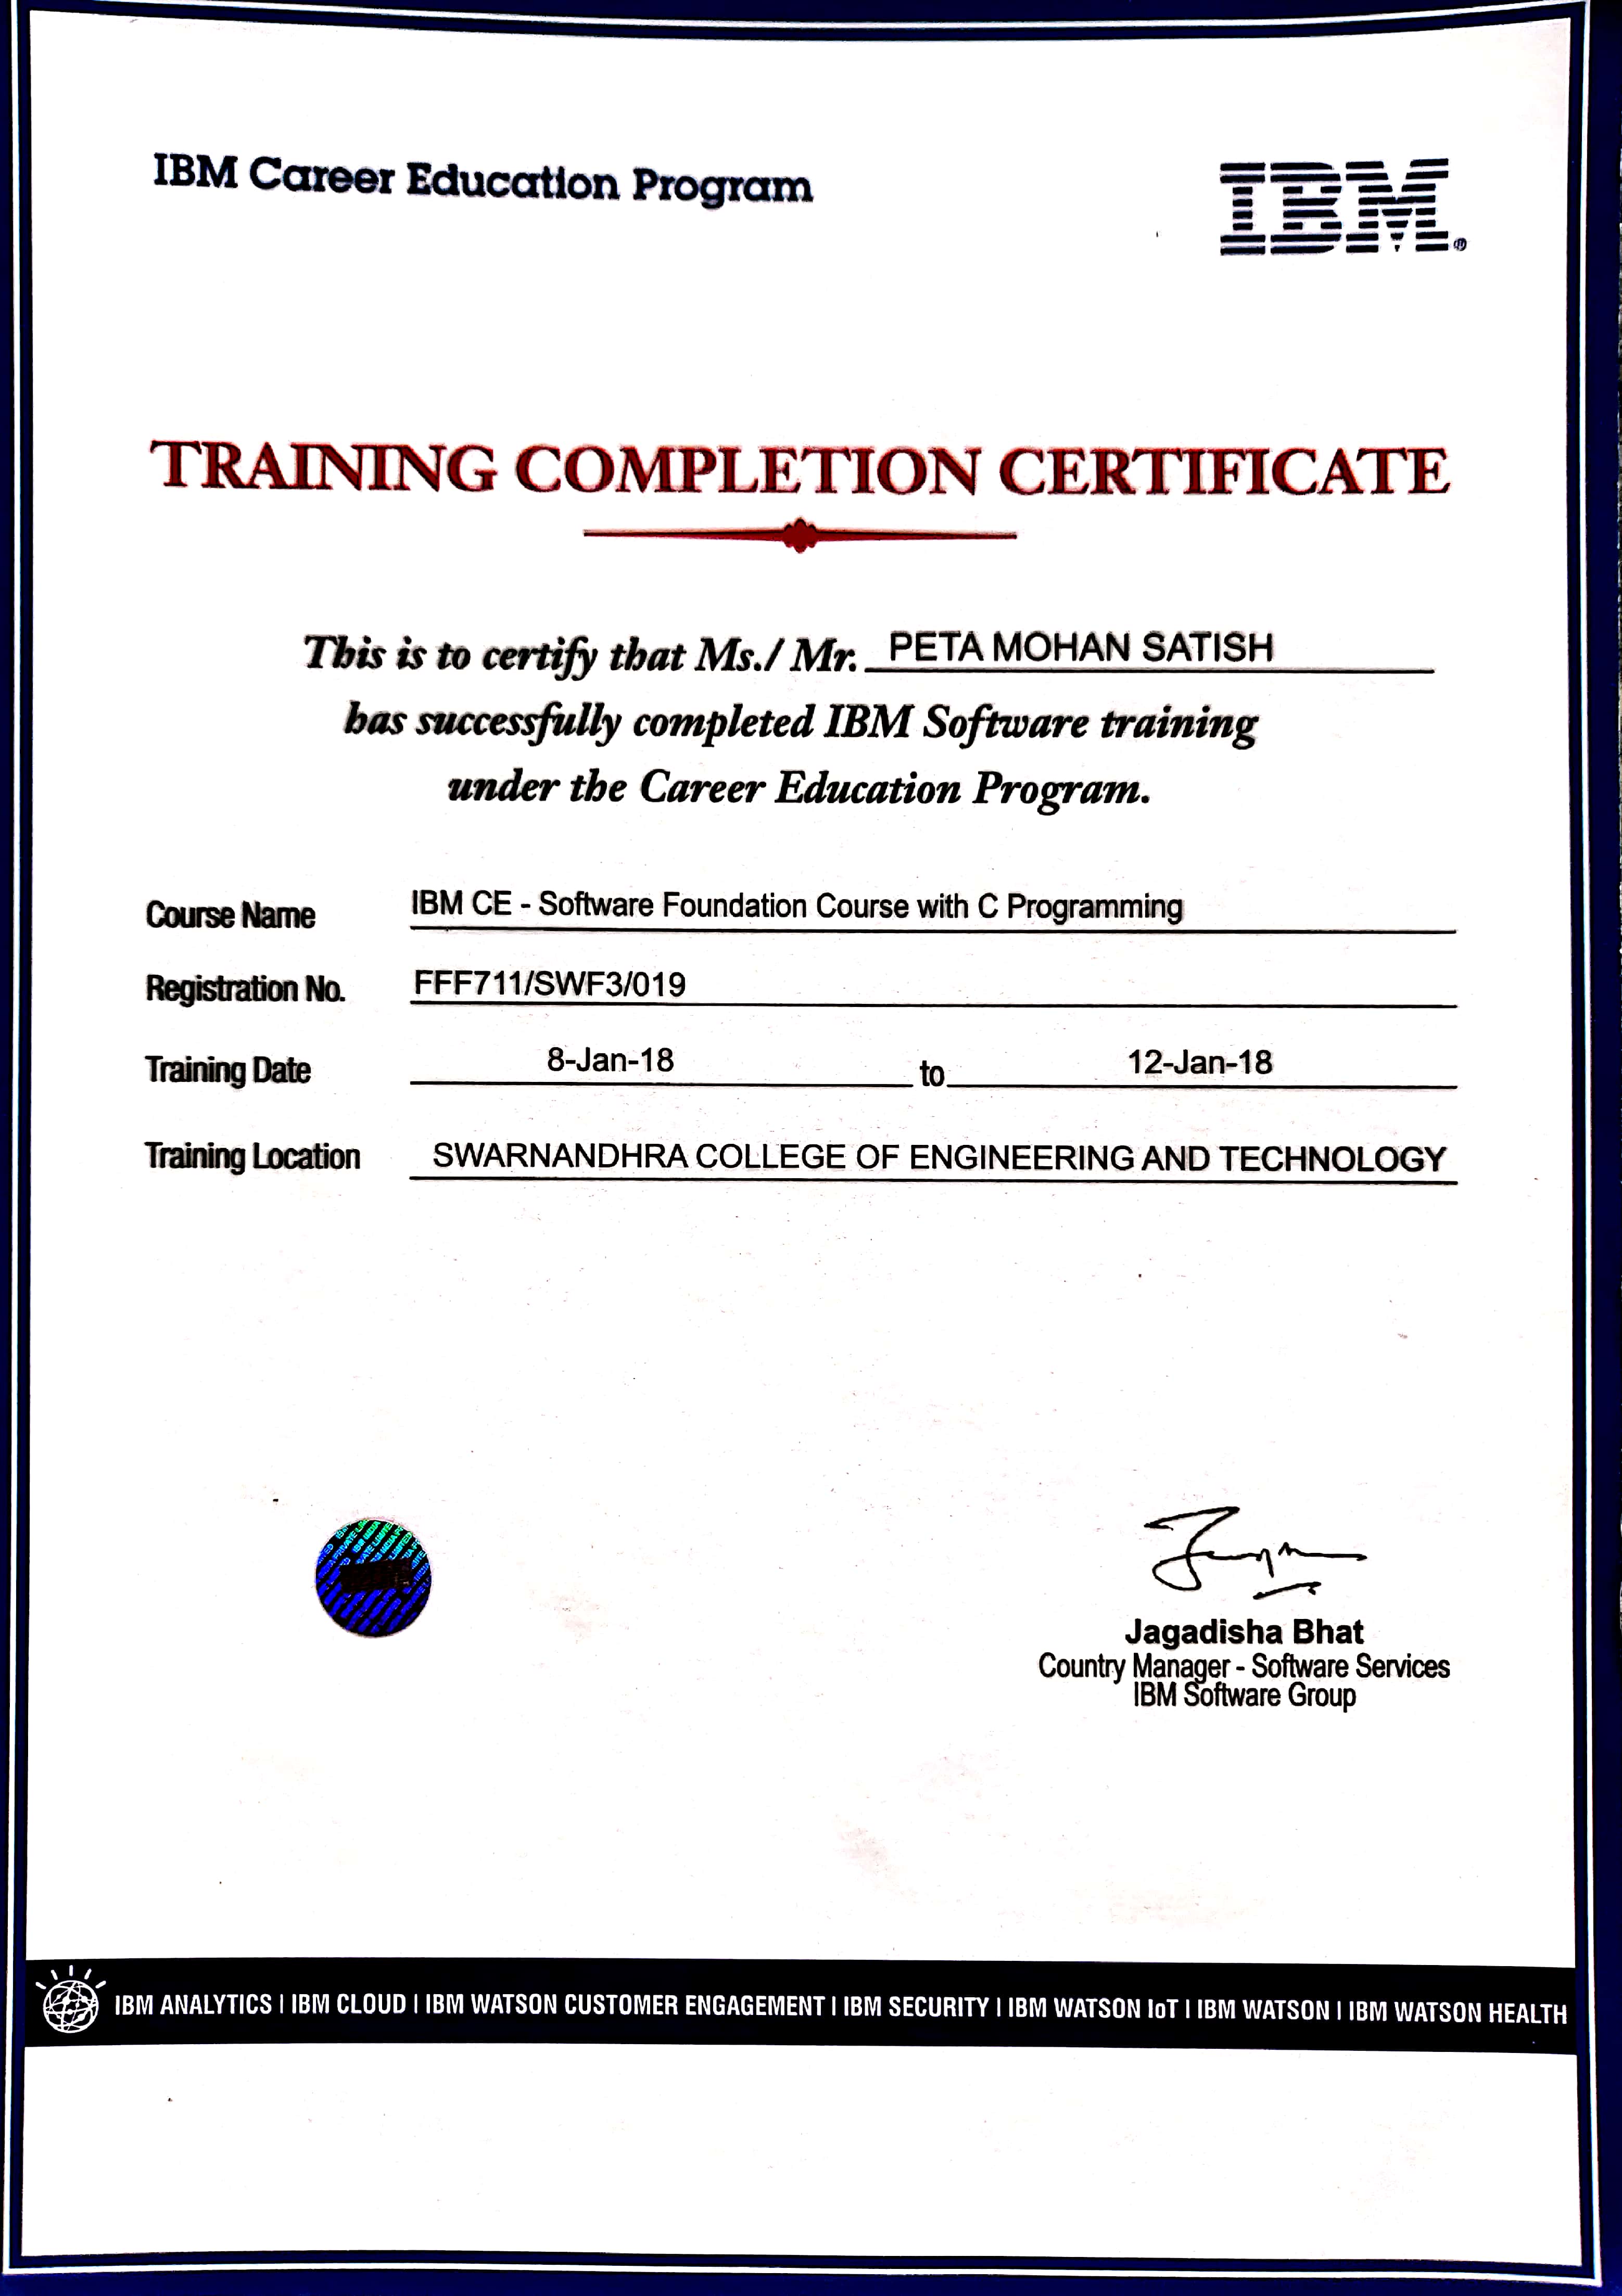 IBM Career Education Program
IBM®
TRAINING COMPLETION CERTIFICATE
This is to certify that Ms./ Mr. PETA MOHAN SATISH
has successfully completed IBM Software training
under the Career Education Program.
Course Name IBM CE - Software Foundation Course with C Programming
Registration No. FFF711/SWF3/019
Training Date 8-Jan-18 to 12-Jan-18
Training Location SWARNANDHRA COLLEGE OF ENGINEERING AND TECHNOLOGY
Jagadisha Bhat
Country Manager - Software Services
IBM Software Group
IBM ANALYTICS | IBM CLOUD | IBM WATSON CUSTOMER ENGAGEMENT | IBM SECURITY | IBM WATSON IoT | IBM WATSON | IBM WATSON HEALTH